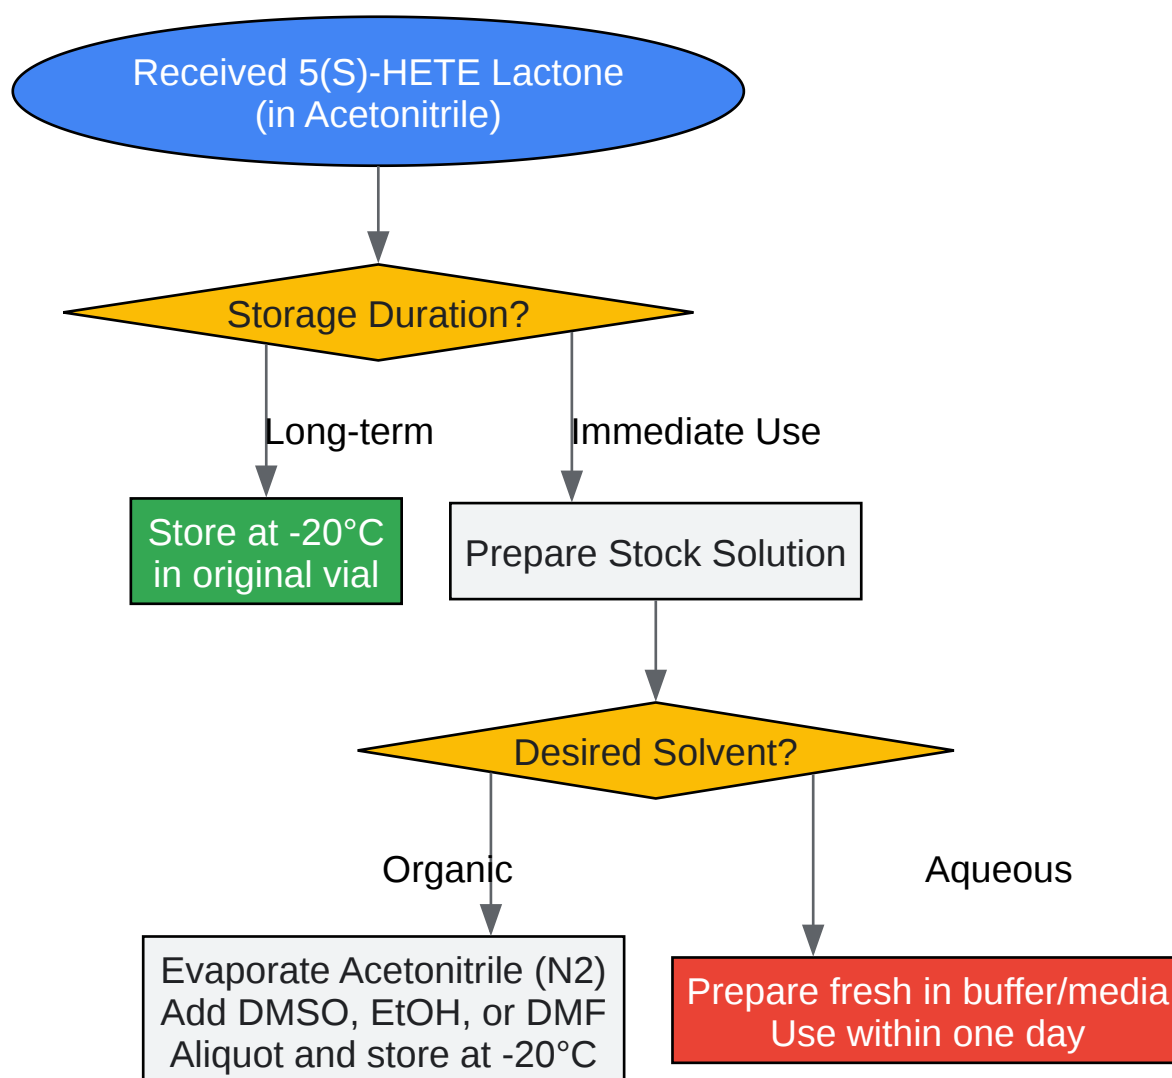 Received 5(S)-HETE Lactone
(in Acetonitrile)
Storage Duration?
Long-term
Immediate Use
Store at -20°C
in original vial
Prepare Stock Solution
Desired Solvent?
Organic
Aqueous
Evaporate Acetonitrile (N2)
Add DMSO, EtOH, or DMF
Aliquot and store at -20°C
Prepare fresh in buffer/media
Use within one day